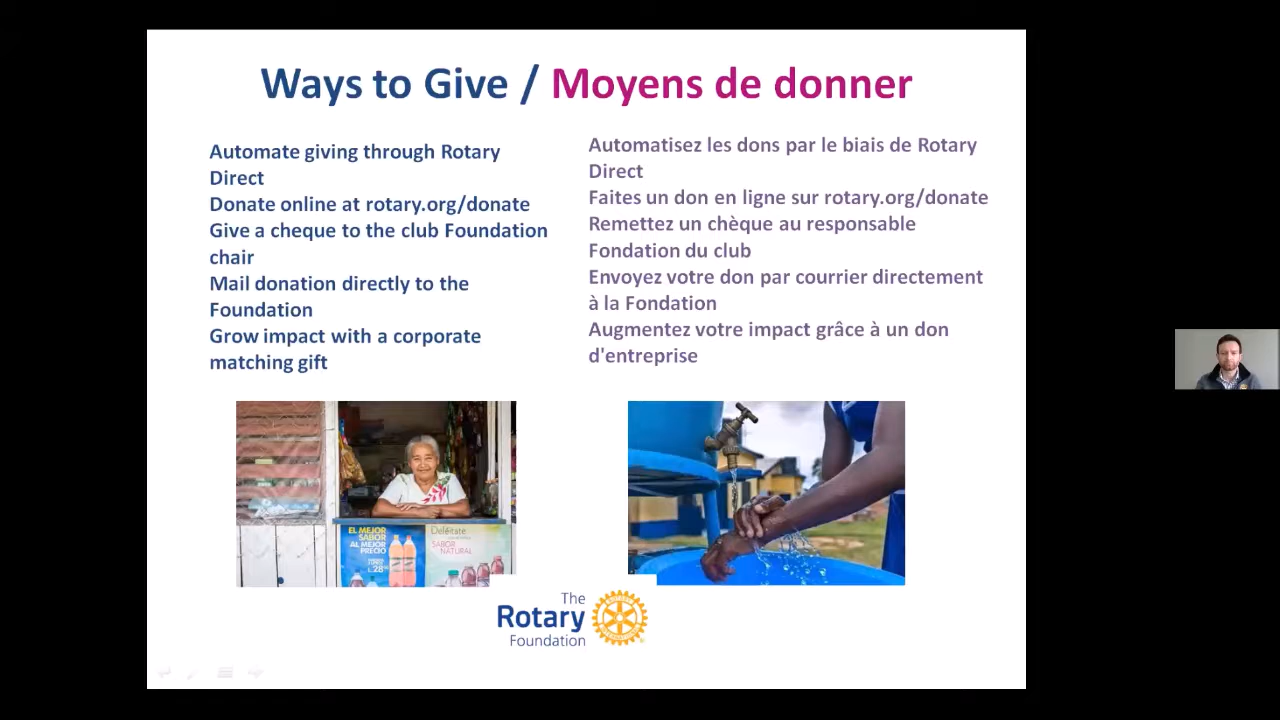 Ways to Give / Moyens de donner
Automate giving through Rotary
Direct
Donate online at rotary.org/donate
Give a cheque to the club Foundation
chair
Mail donation directly to the
Foundation
Grow impact with a corporate
matching gift
Automatisez les dons par le biais de Rotary
Direct
Faites un don en ligne sur rotary.org/donate
Remettez un chèque au responsable
Fondation du club
Envoyez votre don par courrier directement
à la Fondation
Augmentez votre impact grâce à un don
d'entreprise
EL MEJOR
SABOR
AL MEJOR
PRECIO
28
Deléitate
SABOR
NATURAL
The
Rotary
Foundation